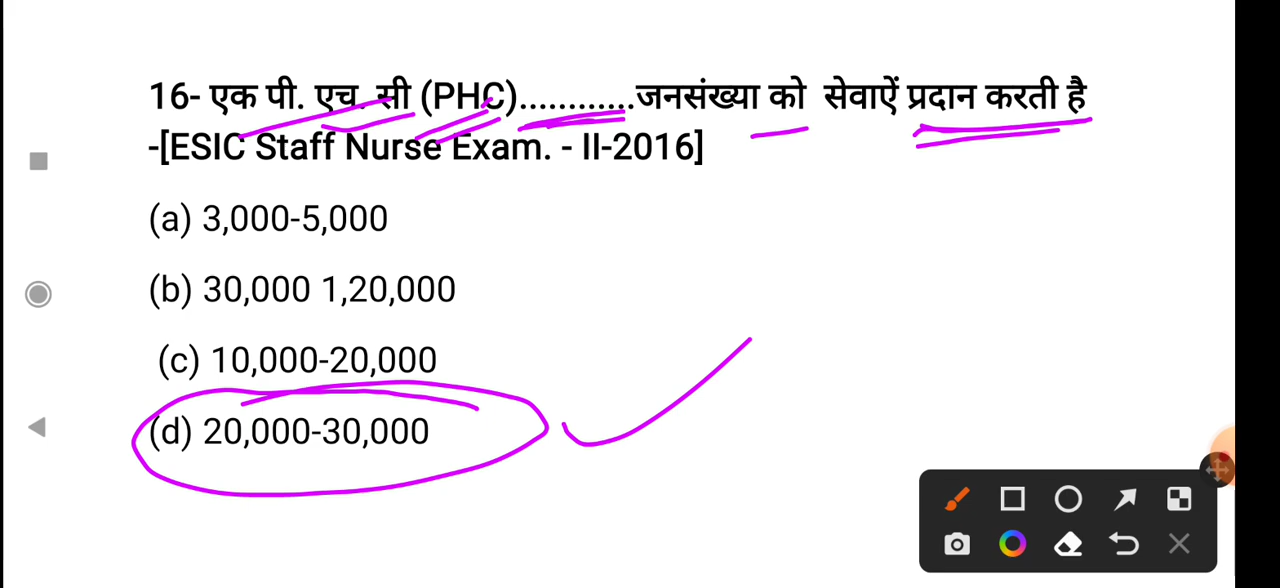 16- एक पी. एच. सी (PHC)............जनसंख्या को सेवाऐं प्रदान करती है
-[ESIC Staff Nurse Exam. - II-2016]
(a) 3,000-5,000
(b) 30,000 1,20,000
(c) 10,000-20,000
(d) 20,000-30,000